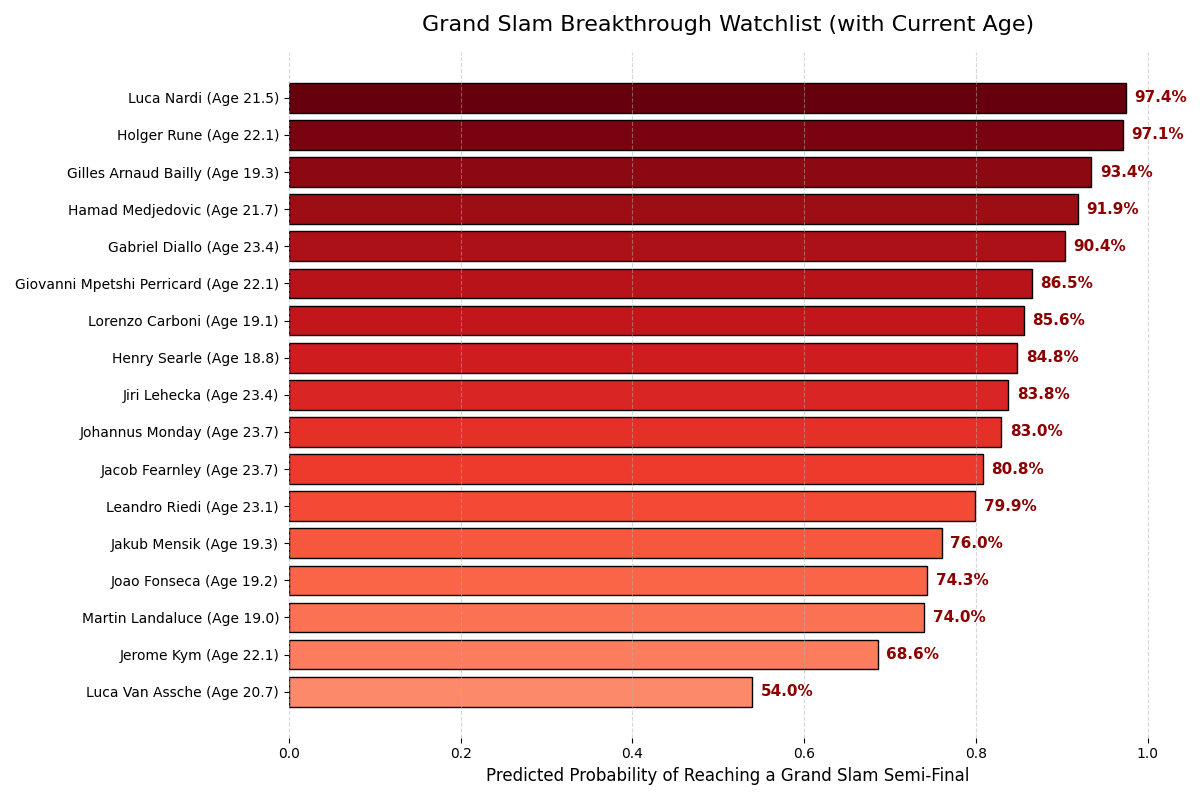 Grand Slam Breakthrough Watchlist (with Current Age)
Luca Nardi (Age 21.5) 97.4%
Holger Rune (Age 22.1) 97.1%
Gilles Arnaud Bailly (Age 19.3) 93.4%
Hamad Medjedovic (Age 21.7) 91.9%
Gabriel Diallo (Age 23.4) 90.4%
Giovanni Mpetshi Perricard (Age 22.1) 86.5%
Lorenzo Carboni (Age 19.1) 85.6%
Henry Searle (Age 18.8) 84.8%
Jiri Lehecka (Age 23.4) 83.8%
Johannus Monday (Age 23.7) 83.0%
Jacob Fearnley (Age 23.7) 80.8%
Leandro Riedi (Age 23.1) 79.9%
Jakub Mensik (Age 19.3) 76.0%
Joao Fonseca (Age 19.2) 74.3%
Martin Landaluce (Age 19.0) 74.0%
Jerome Kym (Age 22.1) 68.6%
Luca Van Assche (Age 20.7) 54.0%
0.0 0.2 0.4 0.6 0.8 1.0
Predicted Probability of Reaching a Grand Slam Semi-Final